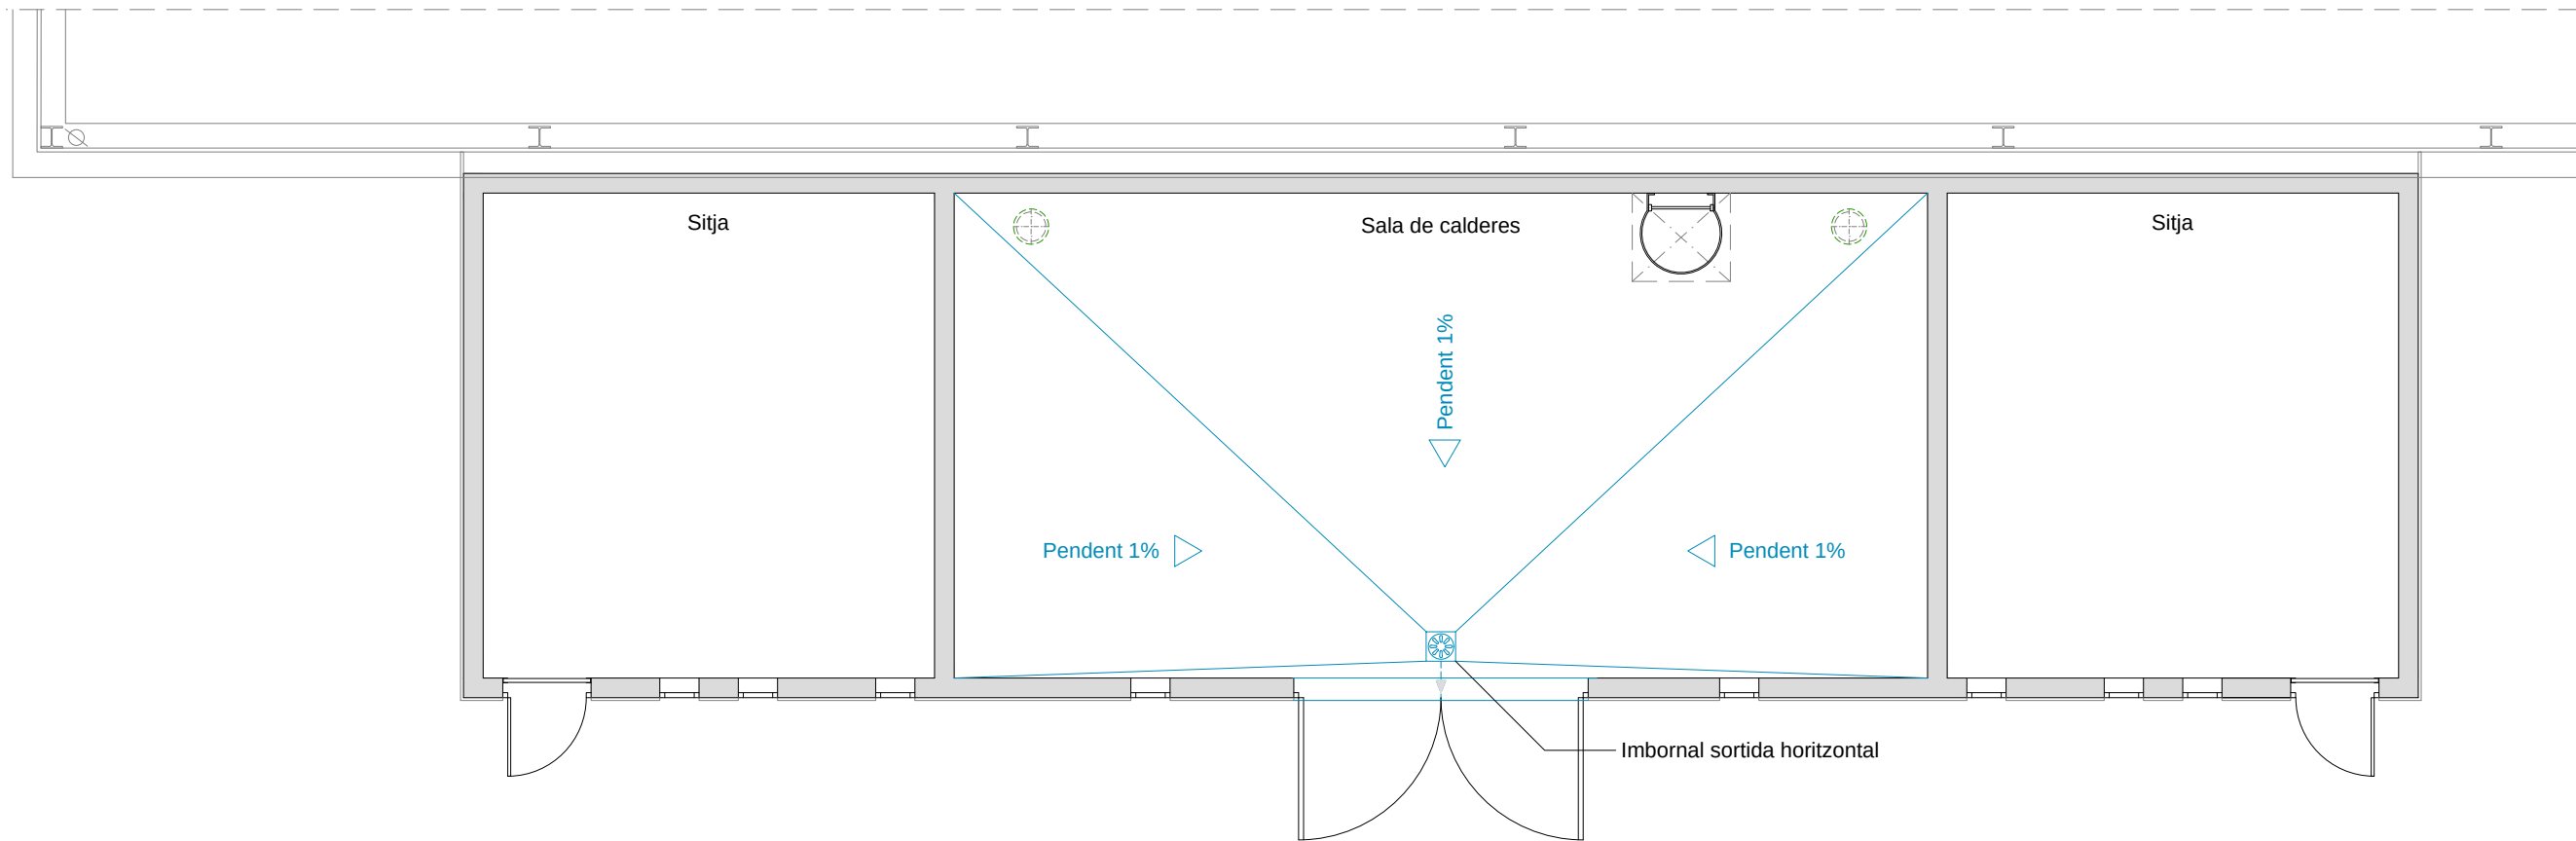 Sitja
Sala de calderes
Sitja
Pendent 1%
Pendent 1%
Pendent 1%
Imbornal sortida horitzontal